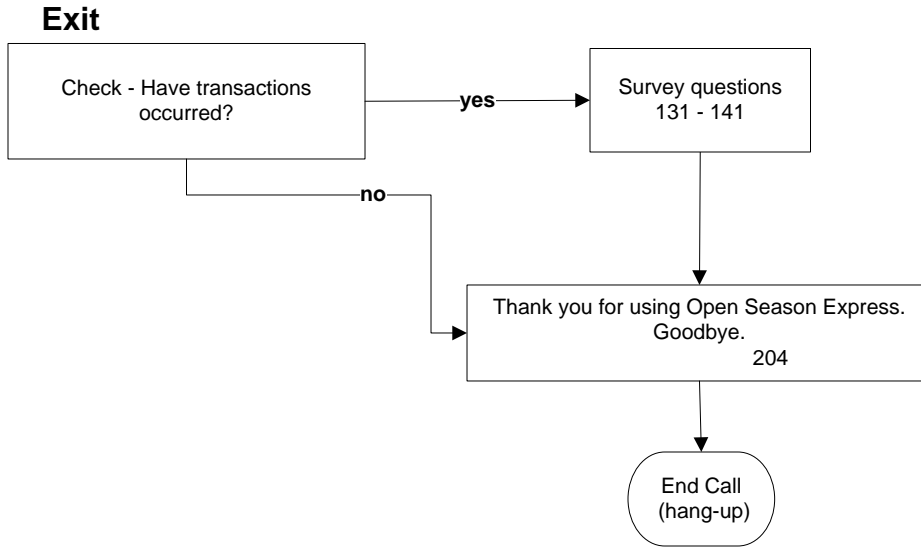 Exit
Check - Have transactions
occurred?
yes
Survey questions
131 - 141
no
Thank you for using Open Season Express.
Goodbye.
204
End Call
(hang-up)